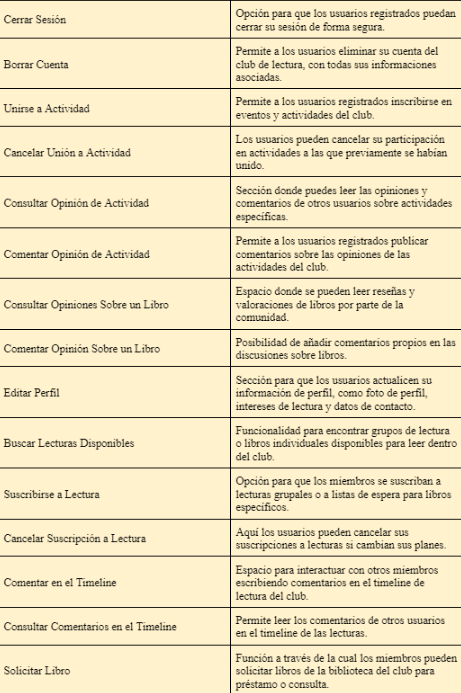 Cerrar Sesión
Opción para que los usuarios registrados puedan
cerrar su sesión de forma segura.
Borrar Cuenta
Permite a los usuarios eliminar su cuenta del
club de lectura, con todas sus informaciones
asociadas.
Unirse a Actividad
Permite a los usuarios registrados inscribirse en
eventos y actividades del club.
Cancelar Unión a Actividad
Los usuarios pueden cancelar su participación
en actividades a las que previamente se habían
unido.
Consultar Opinión de Actividad
Sección donde puedes leer las opiniones y
comentarios de otros usuarios sobre actividades
específicas.
Comentar Opinión de Actividad
Permite a los usuarios registrados publicar
comentarios sobre las opiniones de las
actividades del club.
Consultar Opiniones Sobre un Libro
Espacio donde se pueden leer reseñas y
valoraciones de libros por parte de la
comunidad.
Comentar Opinión Sobre un Libro
Posibilidad de añadir comentarios propios en las
discusiones sobre libros.
Editar Perfil
Sección para que los usuarios actualicen su
información de perfil, como foto de perfil,
intereses de lectura y datos de contacto.
Buscar Lecturas Disponibles
Funcionalidad para encontrar grupos de lectura
o libros individuales disponibles para leer dentro
del club.
Suscribirse a Lectura
Opción para que los miembros se suscriban a
lecturas grupales o a listas de espera para libros
específicos.
Cancelar Suscripción a Lectura
Aquí los usuarios pueden cancelar sus
suscripciones a lecturas si cambian sus planes.
Comentar en el Timeline
Espacio para interactuar con otros miembros
escribiendo comentarios en el timeline de
lectura del club.
Consultar Comentarios en el Timeline
Permite leer los comentarios de otros usuarios
en el timeline de las lecturas.
Solicitar Libro
Función a través de la cual los miembros pueden
solicitar libros de la biblioteca del club para
préstamo o consulta.